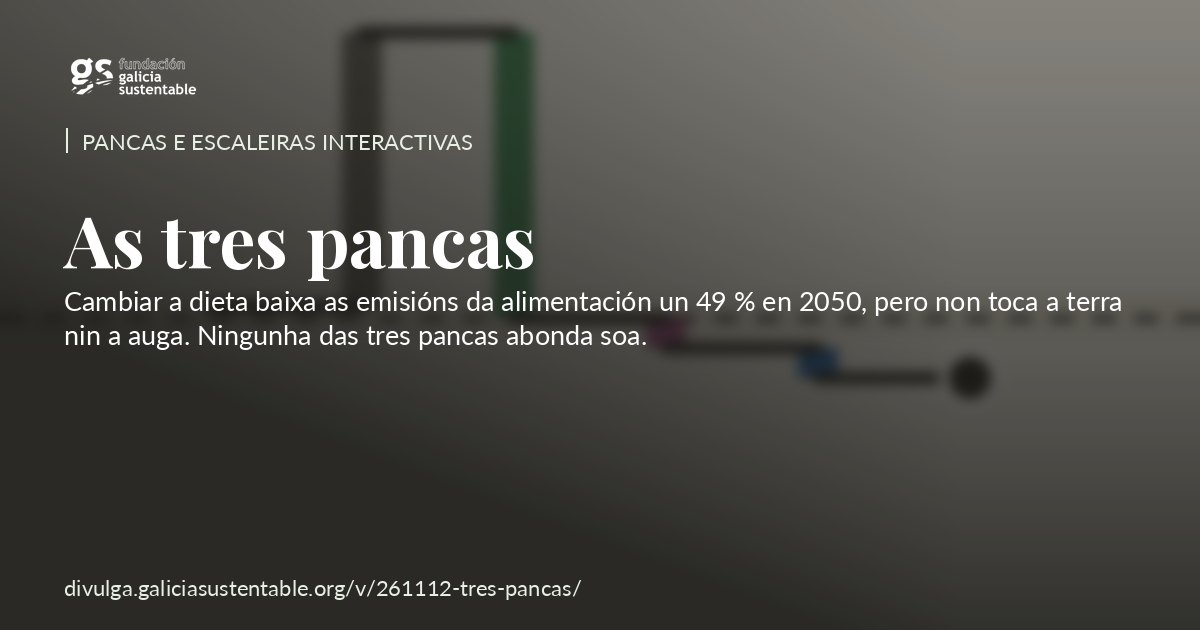 gs fundación
galicia
sustentable
PANCAS E ESCALEIRAS INTERACTIVAS
As tres pancas
Cambiar a dieta baixa as emisións da alimentación un 49 % en 2050, pero non toca a terra
nin a auga. Ningunha das tres pancas abonda soa.
divulga.galiciasustentable.org/v/261112-tres-pancas/